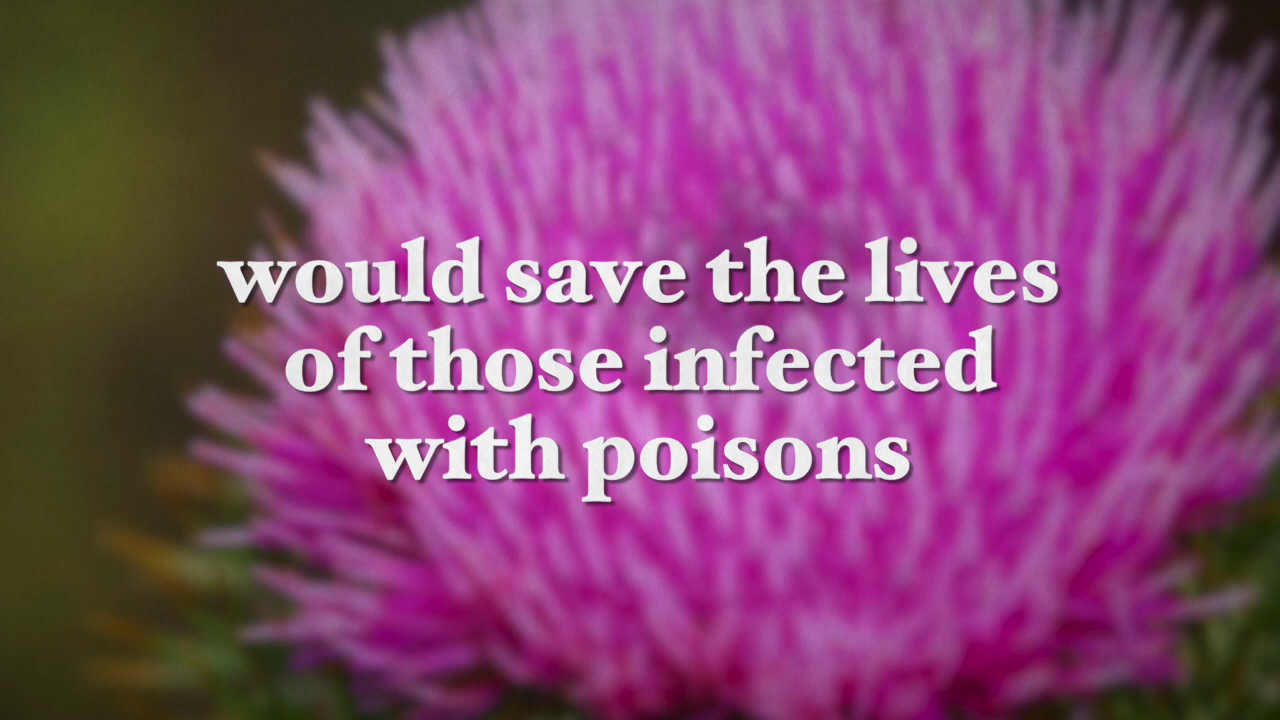 would save the lives
of those infected
with poisons